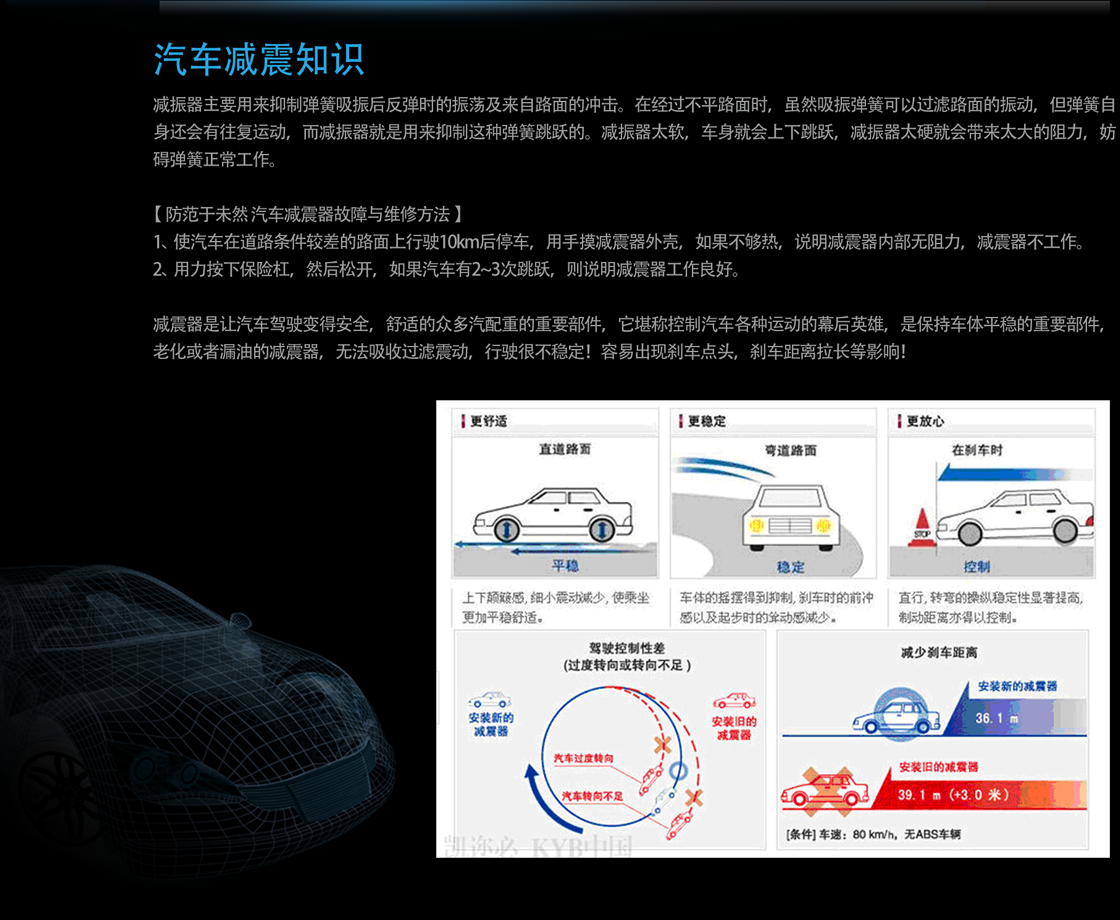 汽车减震知识
减振器主要用来抑制弹簧吸振后反弹时的振荡及来自路面的冲击。在经过不平路面时，虽然吸振弹簧可以过滤路面的振动，但弹簧自
身还会有往复运动，而减振器就是用来抑制这种弹簧跳跃的。减振器太软，车身就会上下跳跃，减振器太硬就会带来太大的阻力，妨
碍弹簧正常工作。
【 防范于未然 汽车减震器故障与维修方法 】
1、使汽车在道路条件较差的路面上行驶10km后停车，用手摸减震器外壳，如果不够热，说明减震器内部无阻力，减震器不工作。
2、用力按下保险杠，然后松开，如果汽车有2~3次跳跃，则说明减震器工作良好。
减震器是让汽车驾驶变得安全，舒适的众多汽配重的重要部件，它堪称控制汽车各种运动的幕后英雄，是保持车体平稳的重要部件，
老化或者漏油的减震器，无法吸收过滤震动，行驶很不稳定！容易出现刹车点头，刹车距离拉长等影响！
更舒适
直道路面
平稳
上下颠簸感,细小震动减少,使乘坐
更加平稳舒适。
更稳定
弯道路面
稳定
车体的摇摆得到抑制,刹车时的前冲
感以及起步时的耸动感减少。
更放心
在刹车时
STOP
控制
直行,转弯的操纵稳定性显著提高,
制动距离亦得以控制。
驾驶控制性差
(过度转向或转向不足)
安装新的
减震器
安装旧的
减震器
汽车过度转向
汽车转向不足
凯迩必 KYB中国
减少刹车距离
安装新的减震器
36.1 m
安装旧的减震器
39.1 m (+3.0 米)
[条件] 车速：80 km/h，无ABS车辆